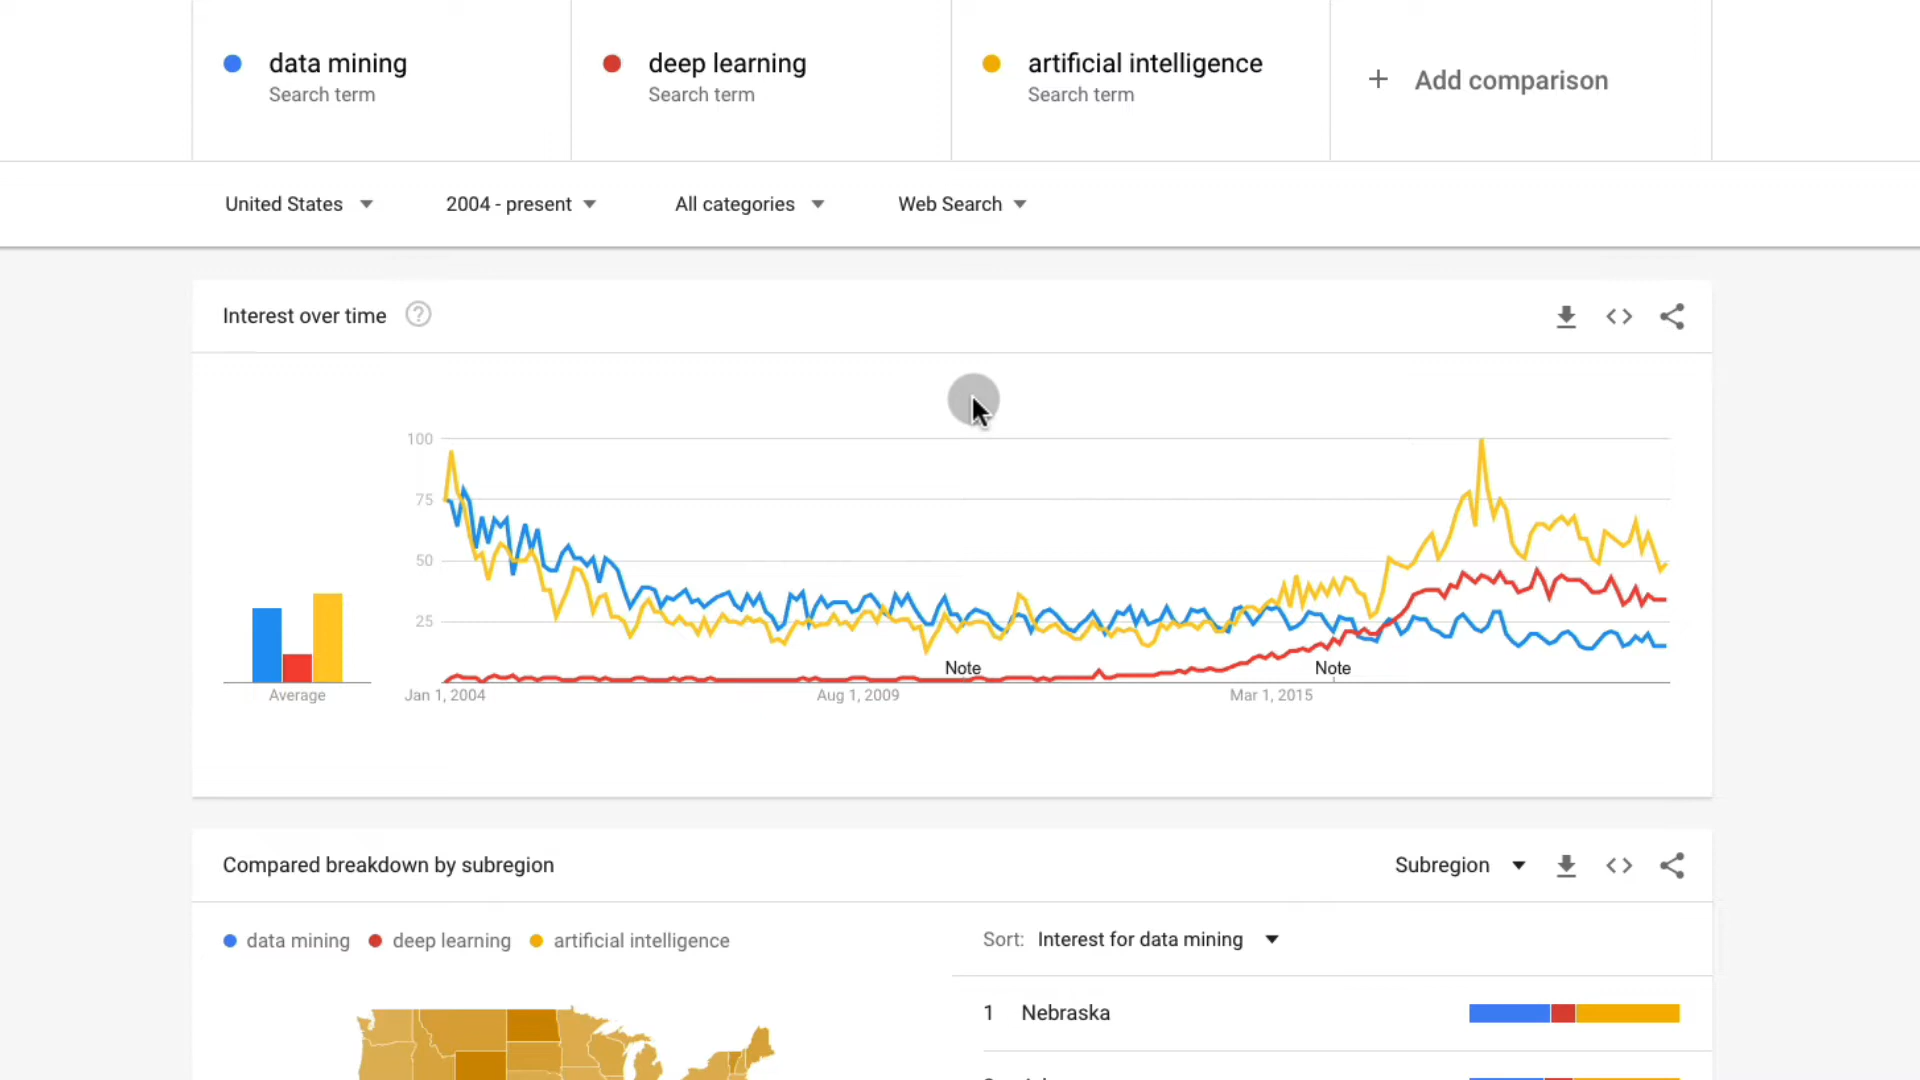 data mining
Search term
deep learning
Search term
artificial intelligence
Search term
+ Add comparison
United States
2004 - present
All categories
Web Search
Interest over time ?
100
75
50
25
Note
Note
Average
Jan 1, 2004
Aug 1, 2009
Mar 1, 2015
Compared breakdown by subregion
Subregion
data mining
deep learning
artificial intelligence
Sort: Interest for data mining
1 Nebraska